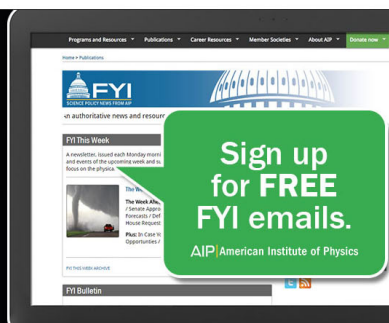 Programs and Resources Publications Career Resources Member Societies About AIP Donate now
Home > Publications
FYI
SCIENCE POLICY NEWS FROM AIP
an authoritative news and resour
FYI This Week
A newsletter, issued each Monday morni
and events of the upcoming week and su
focus on the physica
The We
The Week Ahe
/ Senate Appro
Forecasts / Def
House Request
Plus: In Case Yo
Opportunities /
FYI THIS WEEK ARCHIVE
FYI Bulletin
Sign up
for FREE
FYI emails.
AIP American Institute of Physics